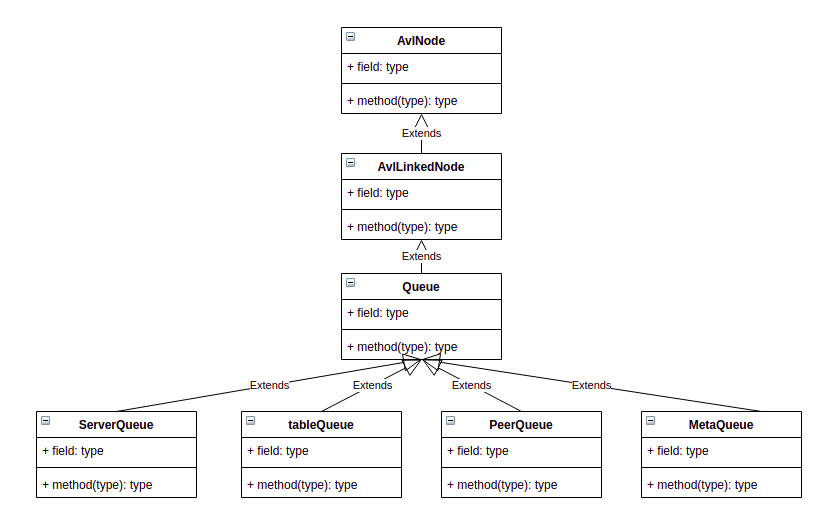 AvlNode
+ field: type
+ method(type): type
Extends
AvlLinkedNode
+ field: type
+ method(type): type
Extends
Queue
+ field: type
+ method(type): type
Extends
Extends
Extends
Extends
ServerQueue
+ field: type
+ method(type): type
tableQueue
+ field: type
+ method(type): type
PeerQueue
+ field: type
+ method(type): type
MetaQueue
+ field: type
+ method(type): type